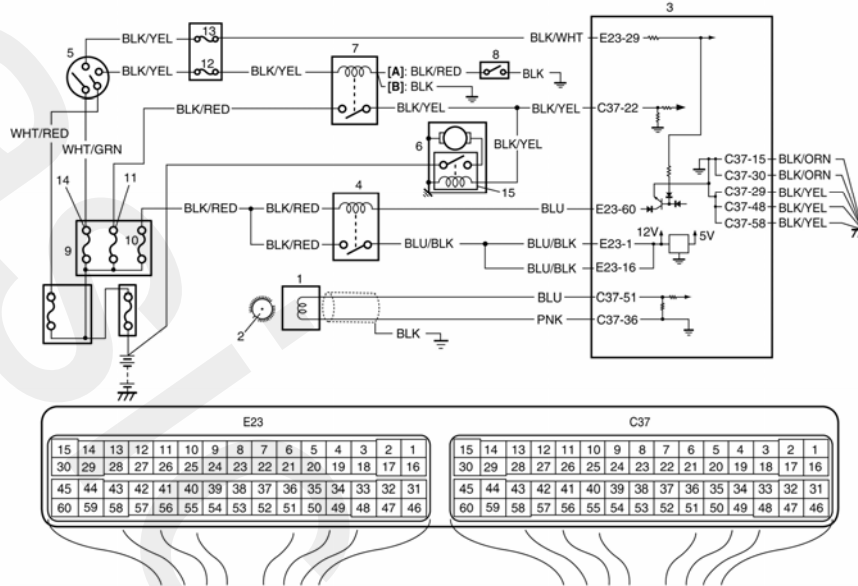 3
BLK/YEL 13 BLK/WHT E23-29
5 7 8
BLK/YEL 12 BLK/YEL [A]: BLK/RED BLK
[B]: BLK
BLK/RED BLK/YEL BLK/YEL C37-22
WHT/RED
6 BLK/YEL
WHT/GRN
C37-15 BLK/ORN
C37-30 BLK/ORN
14 11 15
C37-29 BLK/YEL
4
C37-48 BLK/YEL
BLK/RED BLK/RED BLU E23-60
C37-58 BLK/YEL
9 10 12V 5V 7
BLK/RED BLU/BLK BLU/BLK E23-1
BLU/BLK E23-16
1
BLU C37-51
2 PNK C37-36
BLK
E23 C37
15 14 13 12 11 10 9 8 7 6 5 4 3 2 1 15 14 13 12 11 10 9 8 7 6 5 4 3 2 1
30 29 28 27 26 25 24 23 22 21 20 19 18 17 16 30 29 28 27 26 25 24 23 22 21 20 19 18 17 16
45 44 43 42 41 40 39 38 37 36 35 34 33 32 31 45 44 43 42 41 40 39 38 37 36 35 34 33 32 31
60 59 58 57 56 55 54 53 52 51 50 49 48 47 46 60 59 58 57 56 55 54 53 52 51 50 49 48 47 46